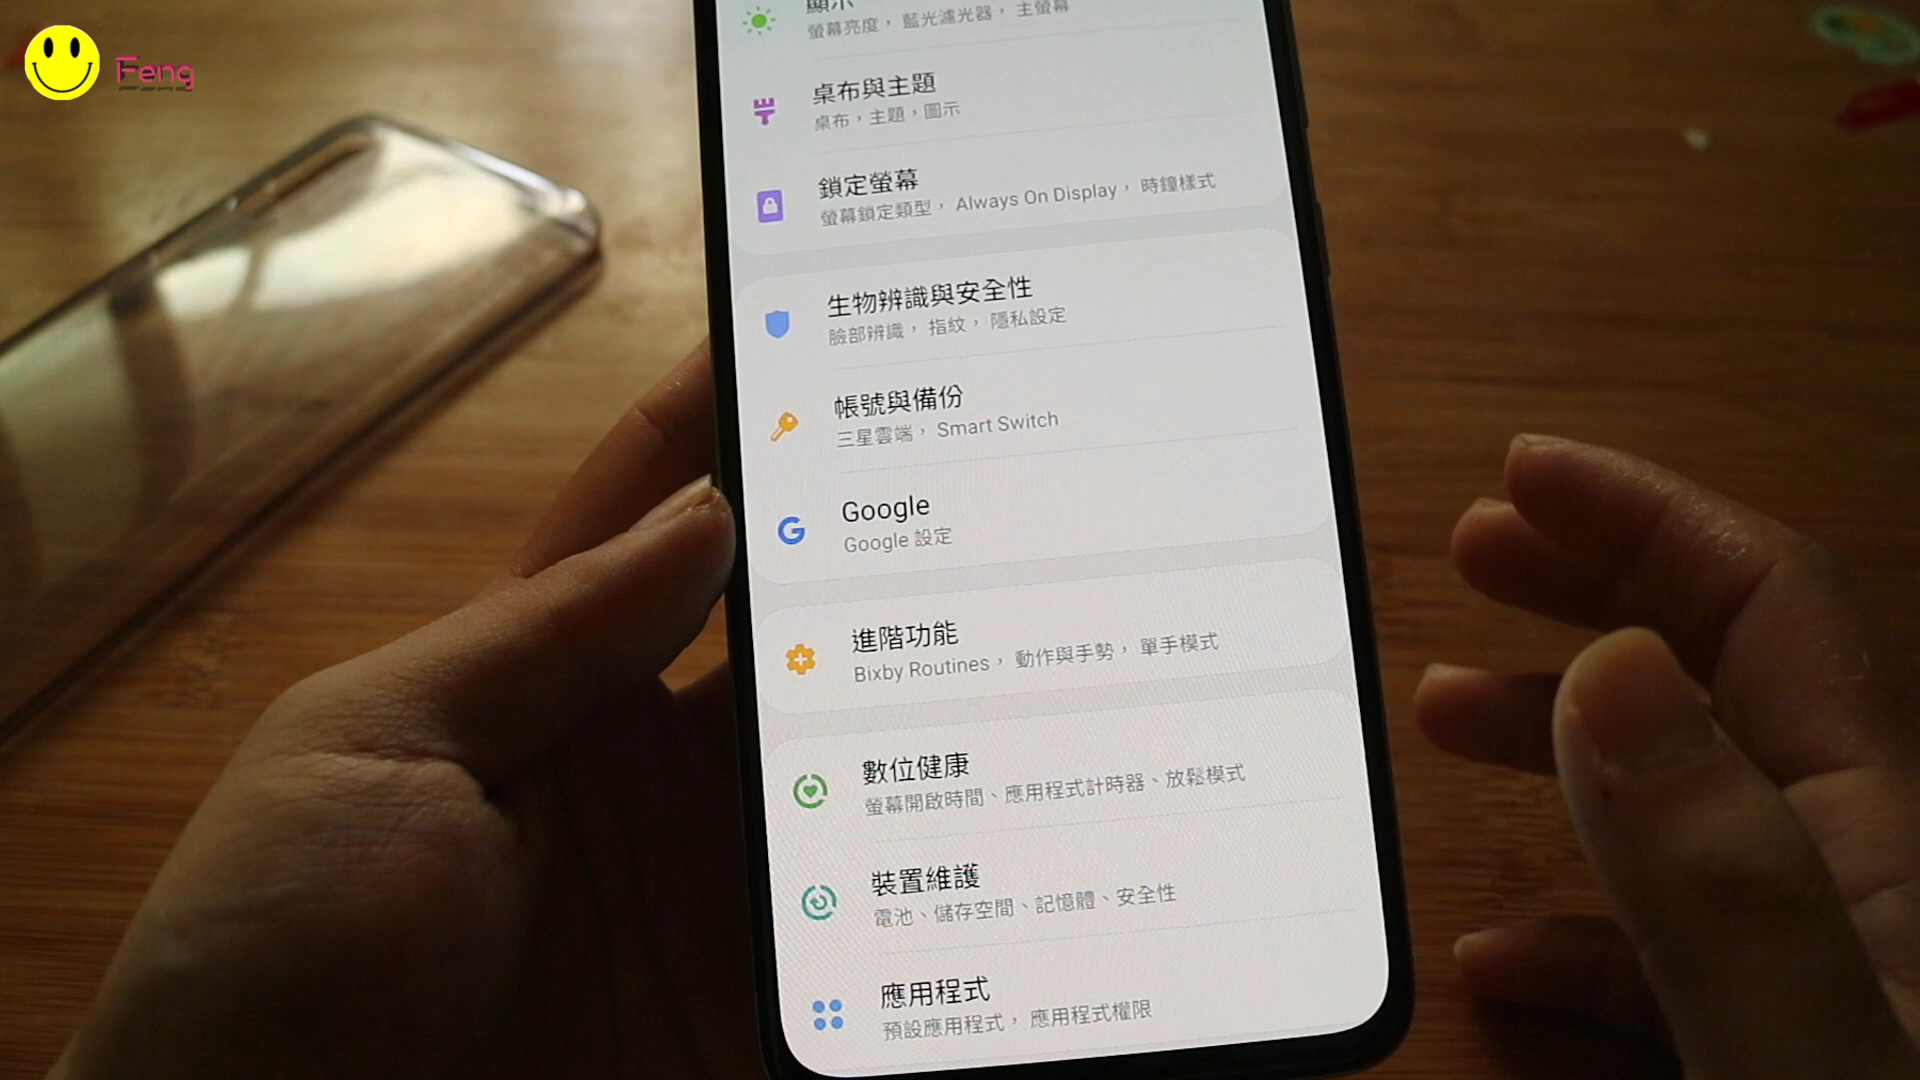 Feng
顯示
螢幕亮度， 藍光濾光器， 主螢幕
桌布與主題
桌布，主題，圖示
鎖定螢幕
螢幕鎖定類型， Always On Display， 時鐘樣式
生物辨識與安全性
臉部辨識， 指紋， 隱私設定
帳號與備份
三星雲端， Smart Switch
Google
Google 設定
進階功能
Bixby Routines， 動作與手勢， 單手模式
數位健康
螢幕開啟時間、應用程式計時器、放鬆模式
裝置維護
電池、儲存空間、記憶體、安全性
應用程式
預設應用程式， 應用程式權限